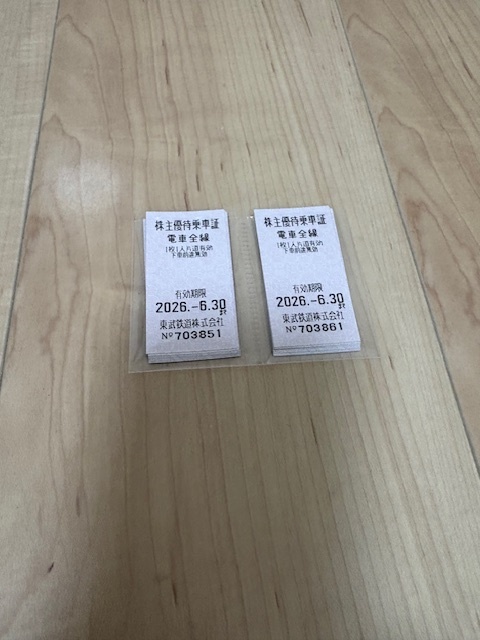 株主優待乗車証
電車全線
1枚1人片道有効
下車前途無効
有効期限
2026.-6.30
まで
東武鉄道株式会社
№703851
株主優待乗車証
電車全線
1枚1人片道有効
下車前途無効
有効期限
2026.-6.30
まで
東武鉄道株式会社
№703861